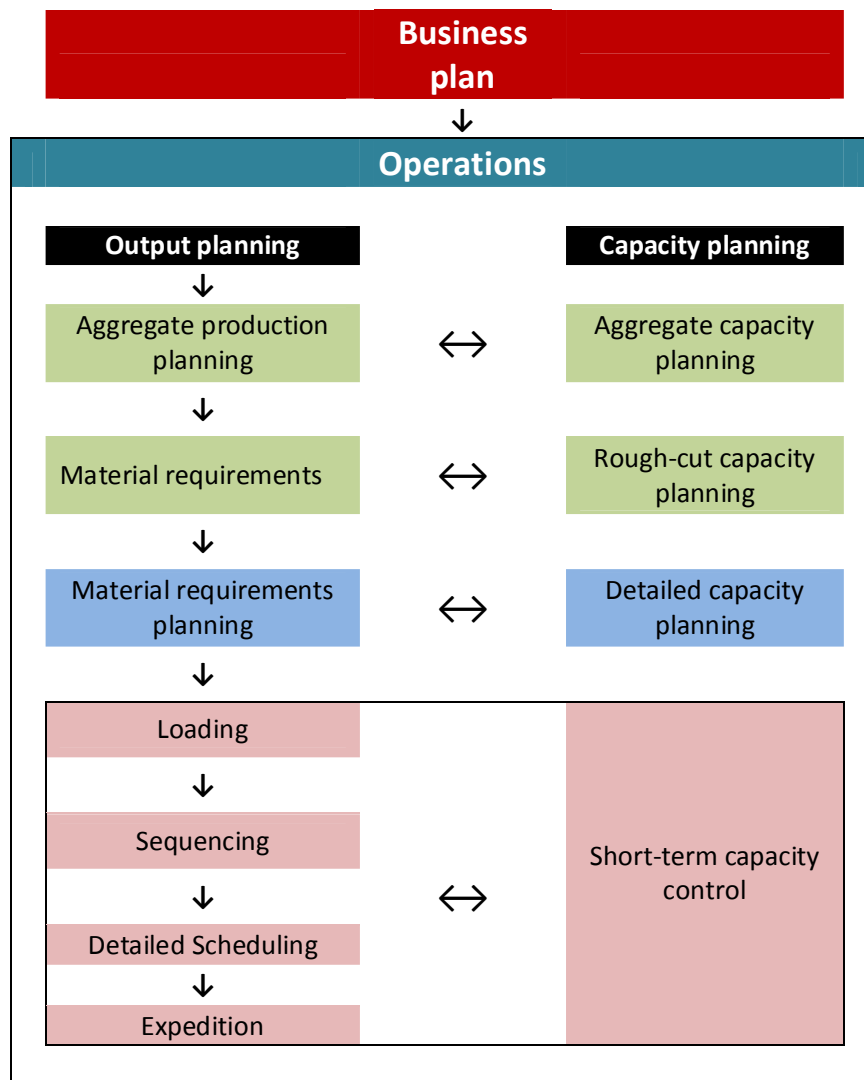 Business
plan
↓
Operations
Output planning
Capacity planning
↓
Aggregate production
planning
↔
Aggregate capacity
planning
↓
Material requirements
↔
Rough-cut capacity
planning
↓
Material requirements
planning
↔
Detailed capacity
planning
↓
Loading
↓
Sequencing
↓
Detailed Scheduling
↓
Expedition
↔
Short-term capacity
control